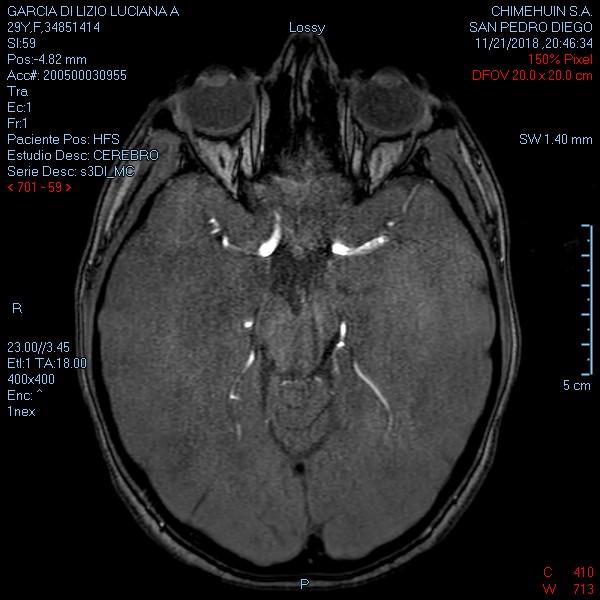 GARCIA DI LIZIO LUCIANA A
29Y,F,34851414
Sl:59
Pos:-4.82 mm
Acc#: 200500030955
Tra
Ec:1
Fr:1
Paciente Pos: HFS
Estudio Desc: CEREBRO
Serie Desc: s3DI_MC
< 701 - 59 >
Lossy
CHIMEHUIN S.A.
SAN PEDRO DIEGO
11/21/2018 ,20:46:34
150% Pixel
DFOV 20.0 x 20.0 cm
SW 1.40 mm
R
23.00//3.45
Etl:1 TA:18.00
400x400
Enc: ^
1nex
5 cm
P
C 410
W 713